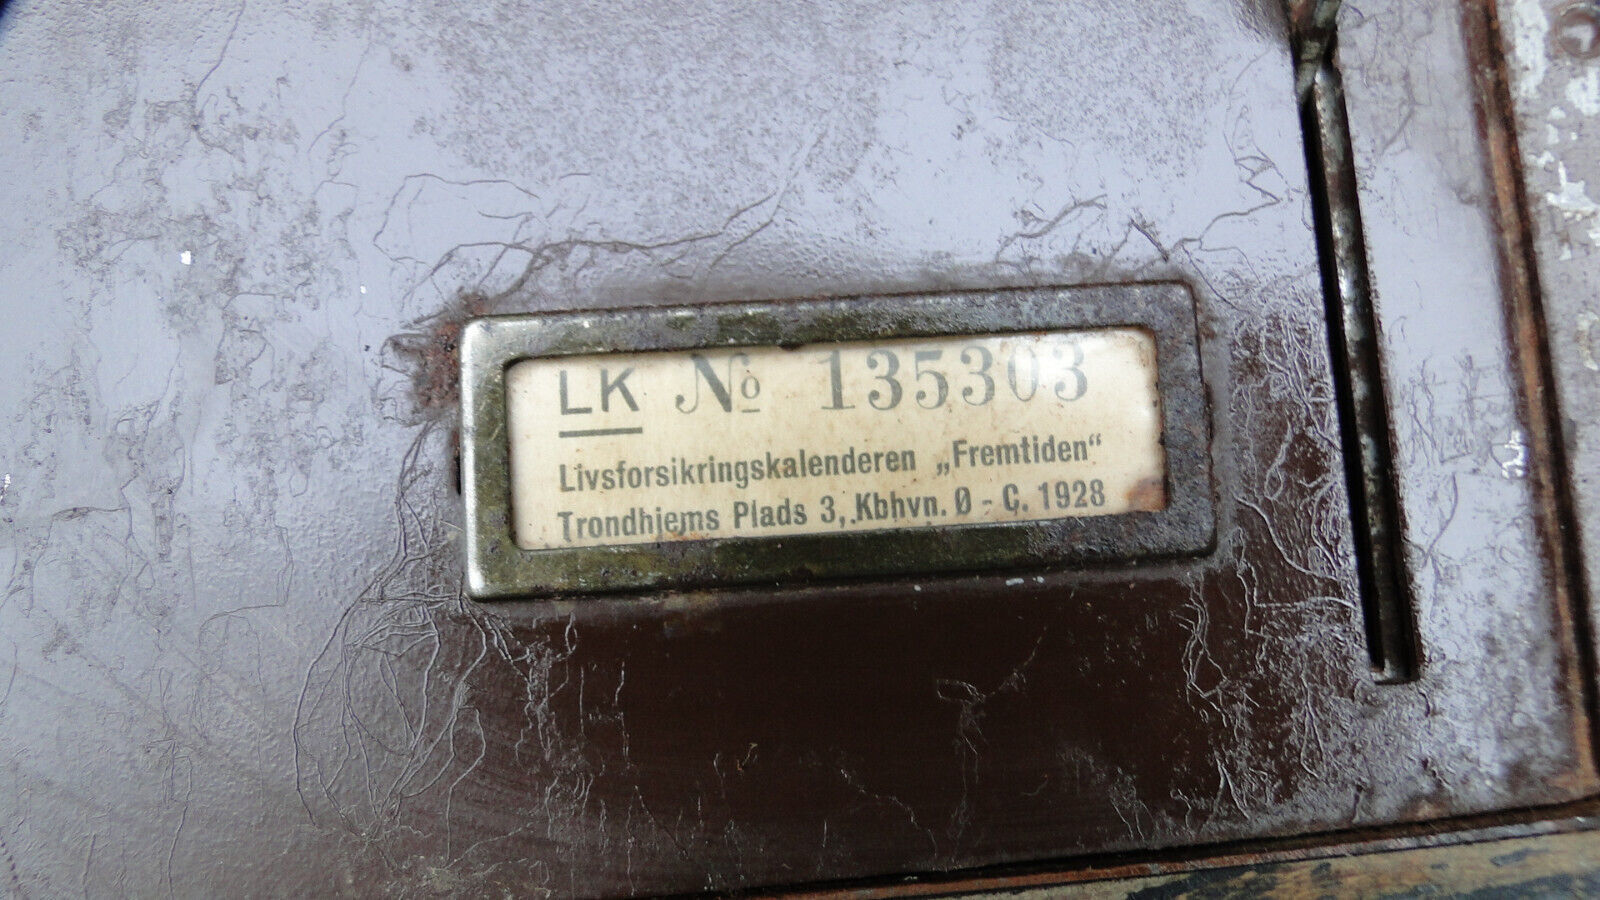 LK № 135303
Livsforsikringskalenderen „Fremtiden“
Trondhjems Plads 3, Kbhvn. Ø - C. 1928